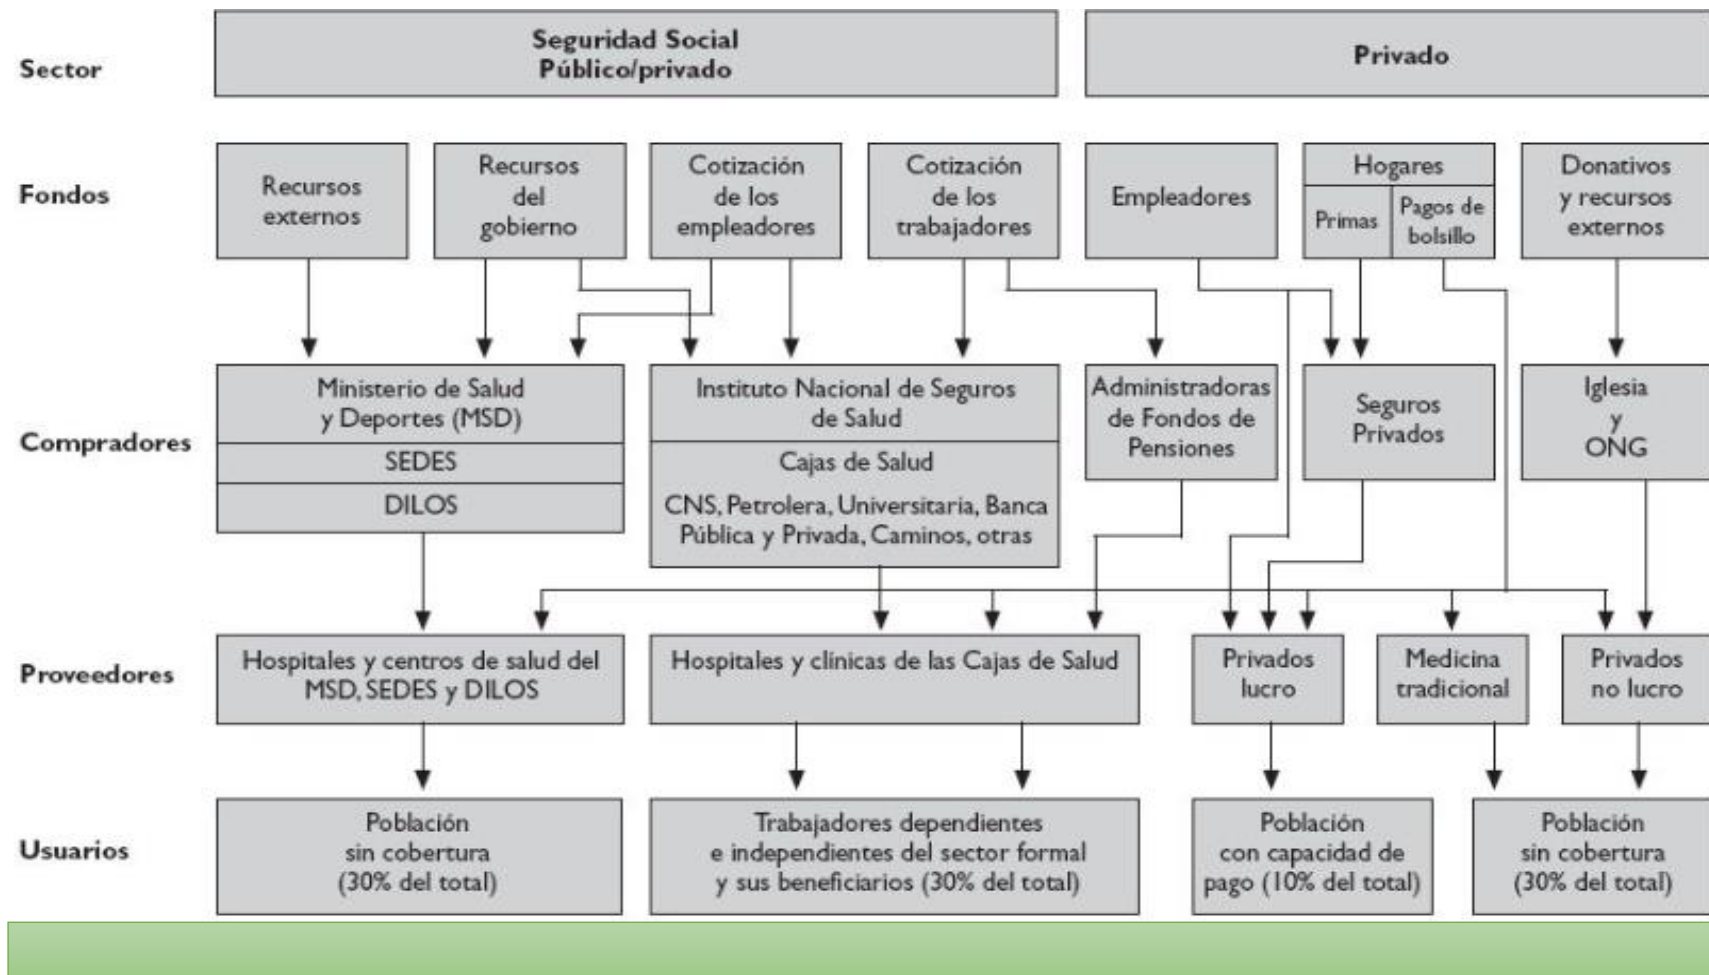 Sector
Seguridad Social
Público/privado
Privado
Fondos
Recursos
externos
Recursos
del
gobierno
Cotización
de los
empleadores
Cotización
de los
trabajadores
Empleadores
Hogares
Primas
Pagos de
bolsillo
Donativos
y recursos
externos
Compradores
Ministerio de Salud
y Deportes (MSD)
SEDES
DILOS
Instituto Nacional de Seguros
de Salud
Cajas de Salud
CNS, Petrolera, Universitaria, Banca
Pública y Privada, Caminos, otras
Administradoras
de Fondos de
Pensiones
Seguros
Privados
Iglesia
y
ONG
Proveedores
Hospitales y centros de salud del
MSD, SEDES y DILOS
Hospitales y clínicas de las Cajas de Salud
Privados
lucro
Medicina
tradicional
Privados
no lucro
Usuarios
Población
sin cobertura
(30% del total)
Trabajadores dependientes
e independientes del sector formal
y sus beneficiarios (30% del total)
Población
con capacidad de
pago (10% del total)
Población
sin cobertura
(30% del total)